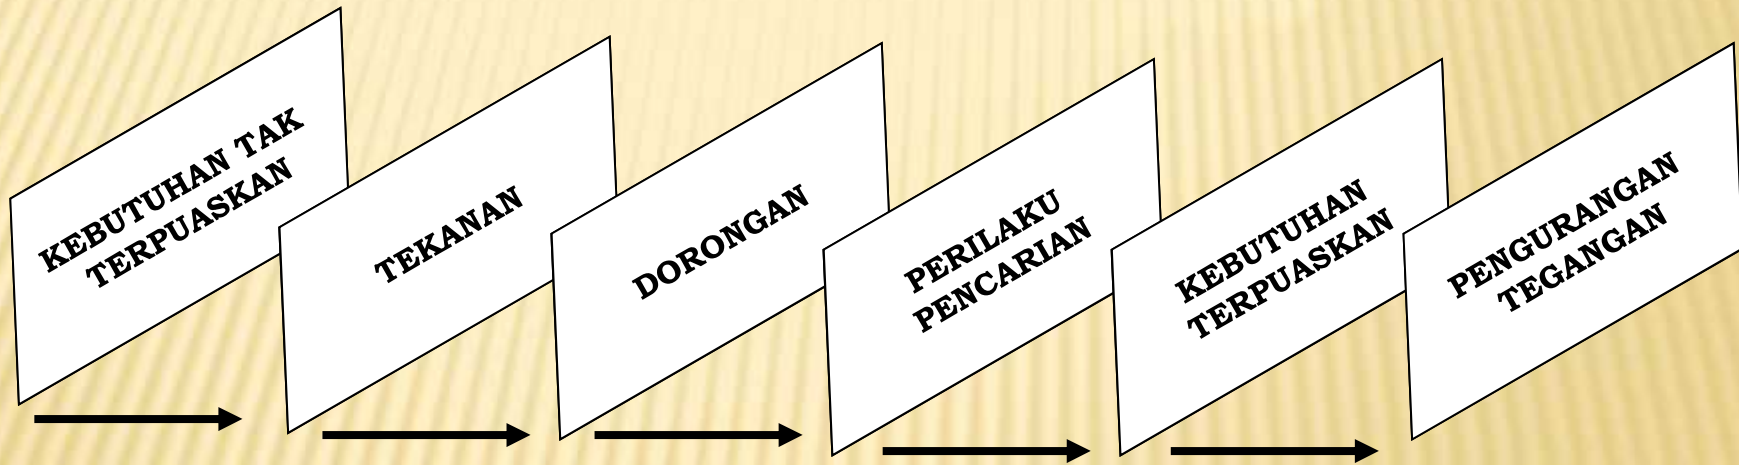 KEBUTUHAN TAK
TERPUASKAN
TEKANAN
DORONGAN
PERILAKU
PENCARIAN
KEBUTUHAN
TERPUASKAN
PENGURANGAN
TEGANGAN